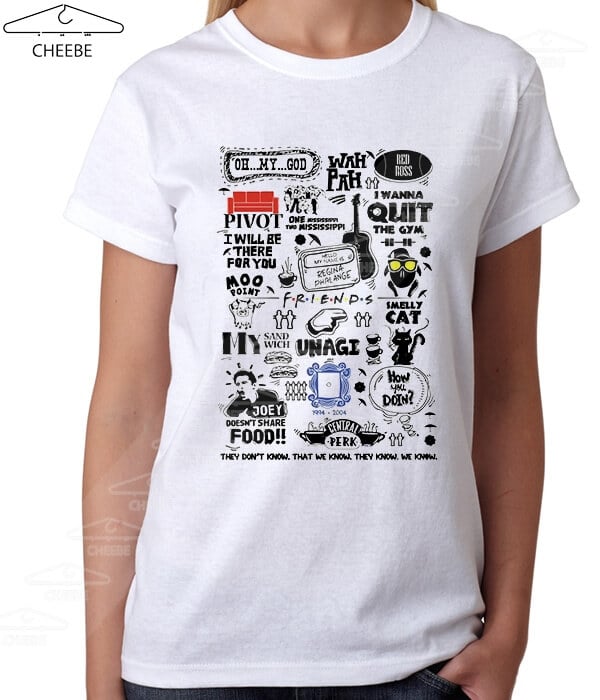 CHEEBE
OH...MY...GOD
WAH
PAH
RED
ROSS
PIVOT
ONE MISSISSIPPI
TWO MISSISSIPPI
I WANNA
QUIT
THE GYM
I WILL BE
THERE
FOR YOU
HELLO
MY NAME IS
REGINA
PHALANGE
MOO
POINT
F·R·I·E·N·D·S
SMELLY
CAT
MY SAND
WICH
UNAGI
HOW
YOU
DOIN?
JOEY
DOESN'T SHARE
FOOD!!
1994 - 2004
CENTRAL
PERK
THEY DON'T KNOW. THAT WE KNOW. THEY KNOW. WE KNOW.
CHEEBE
CHEEBE
CHEEBE